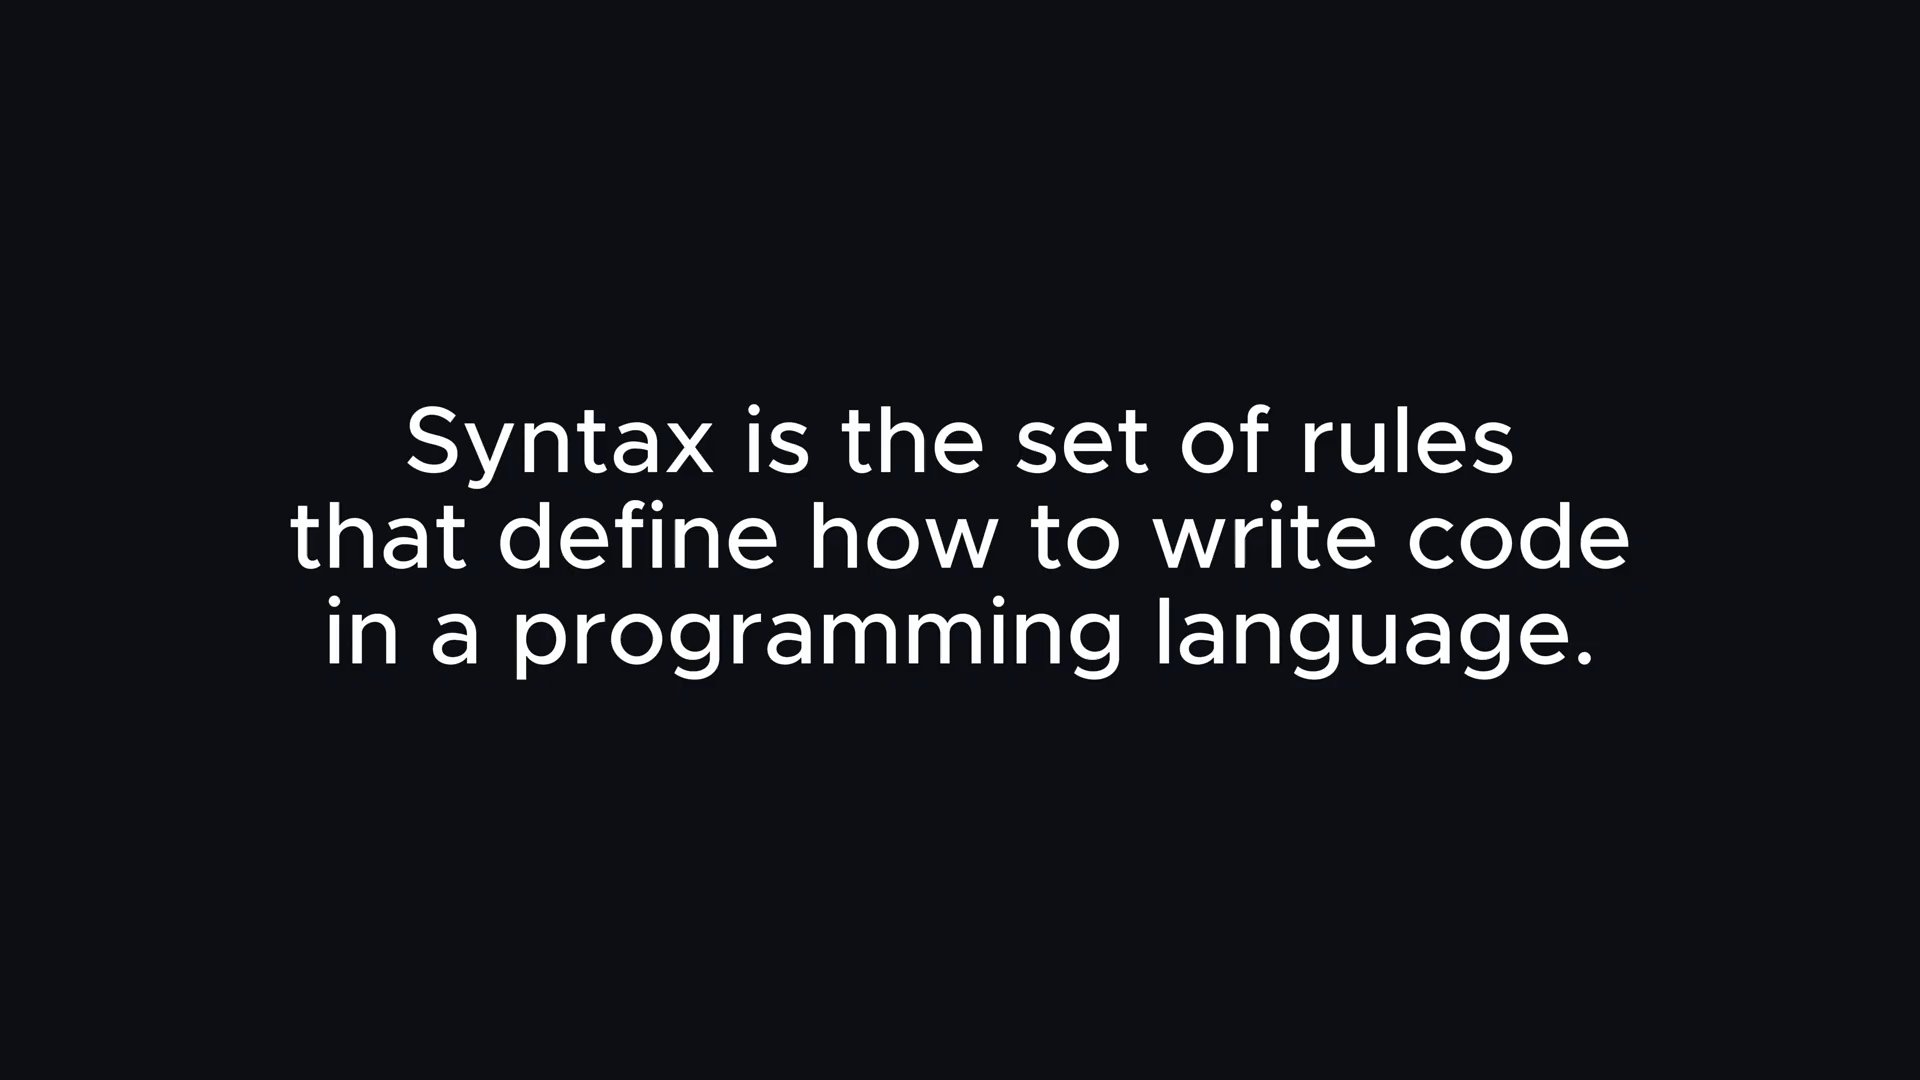 Syntax is the set of rules
that define how to write code
in a programming language.